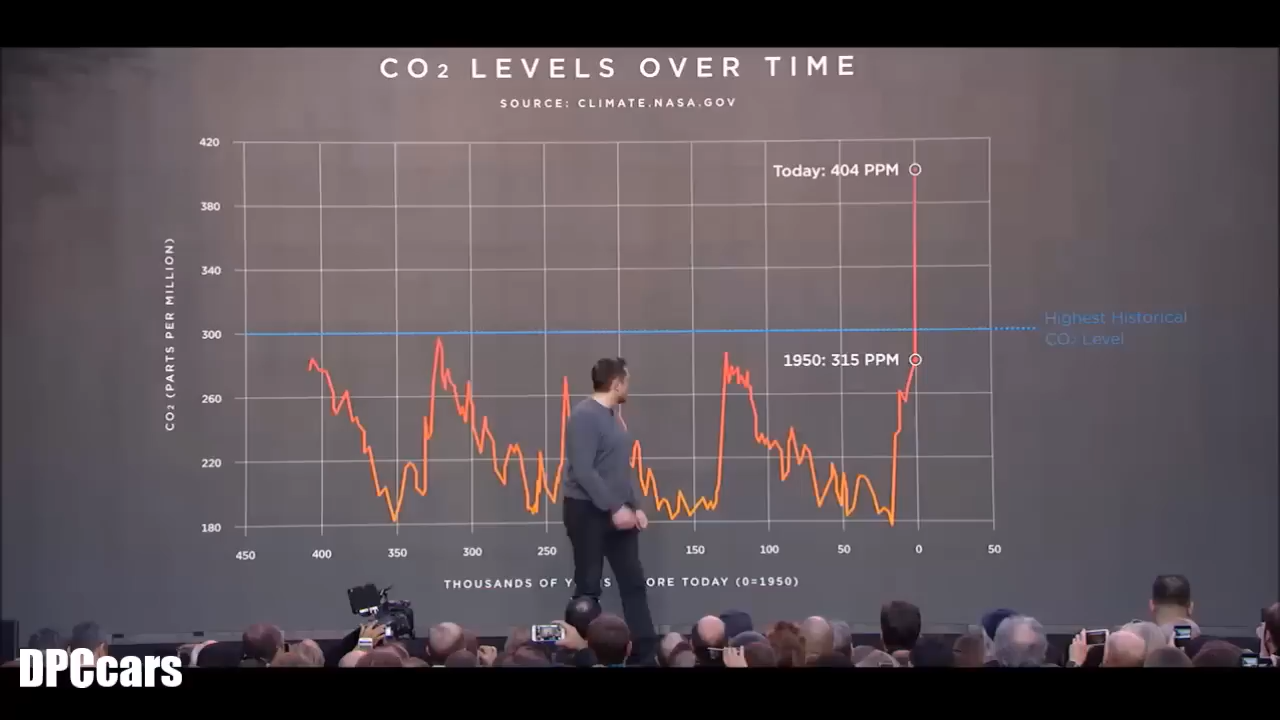 CO2 LEVELS OVER TIME
SOURCE: CLIMATE.NASA.GOV
420
380
340
300
260
220
180
CO2 (PARTS PER MILLION)
Today: 404 PPM
1950: 315 PPM
Highest Historical
CO2 Level
450 400 350 300 250 150 100 50 0 50
THOUSANDS OF Y S ORE TODAY (0=1950)
DPCcars